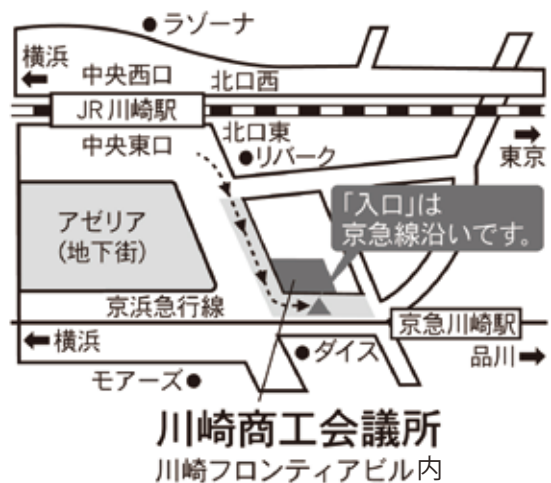 ラゾーナ
横浜
中央西口
北口西
JR川崎駅
中央東口
北口東
リパーク
東京
アゼリア
(地下街)
「入口」は
京急線沿いです。
京浜急行線
京急川崎駅
横浜
ダイス
品川
モアーズ
川崎商工会議所
川崎フロンティアビル内